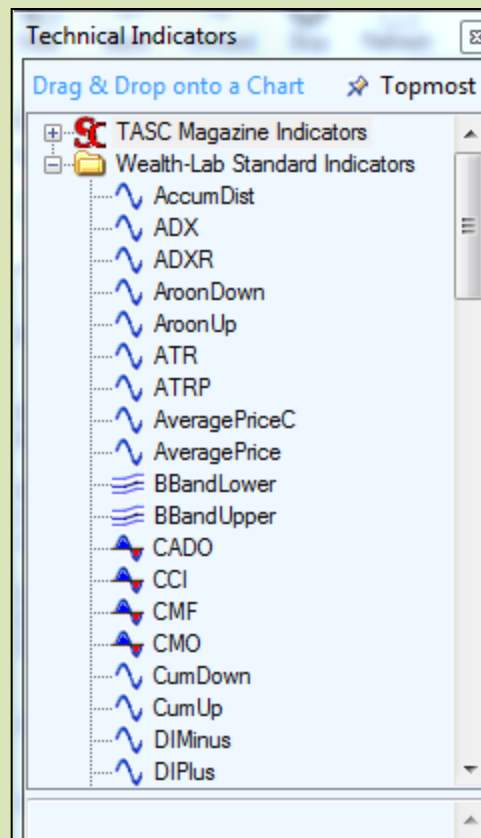 Technical Indicators
Drag & Drop onto a Chart Topmost
TASC Magazine Indicators
Wealth-Lab Standard Indicators
AccumDist
ADX
ADXR
AroonDown
AroonUp
ATR
ATRP
AveragePriceC
AveragePrice
BBandLower
BBandUpper
CADO
CCI
CMF
CMO
CumDown
CumUp
DIMinus
DIPlus